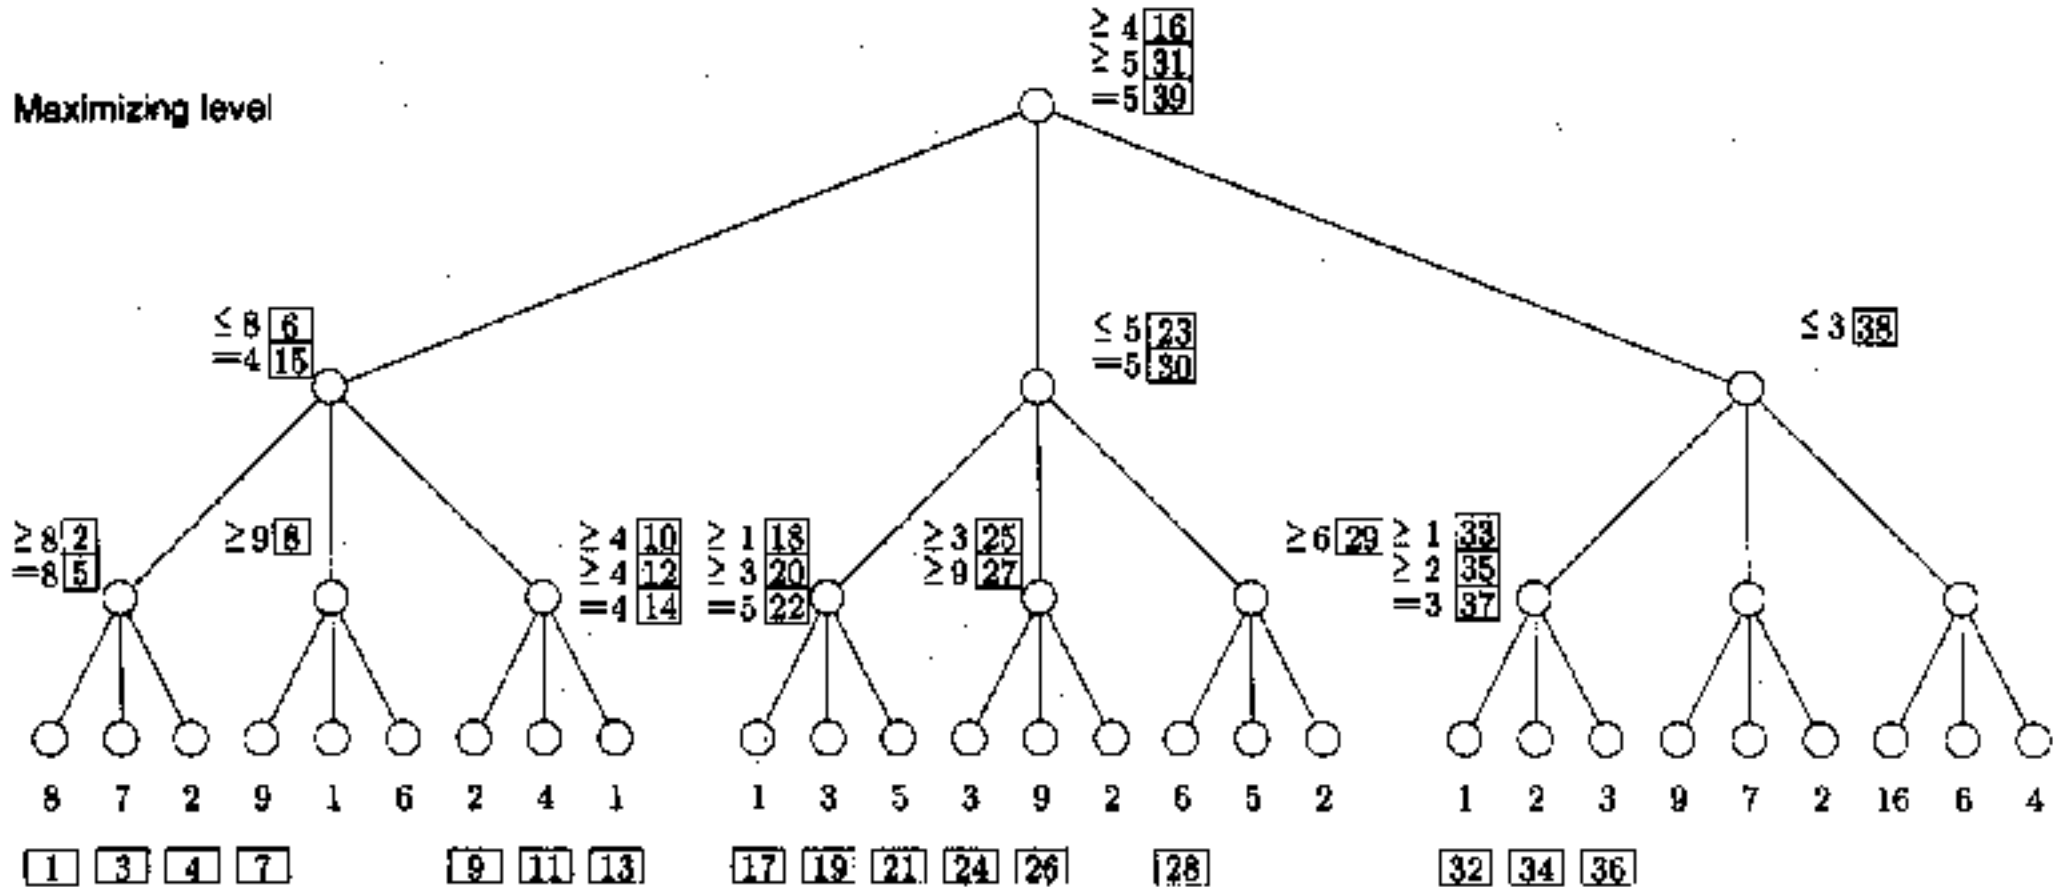 ≥ 4 16
≥ 5 31
=5 39
Maximizing level
≤ 8 6
=4 15
≤ 5 23
=5 30
≤ 3 38
≥8 2
=8 5
≥9 8
≥ 4 10
≥ 4 12
=4 14
≥ 1 18
≥ 3 20
=5 22
≥ 3 25
≥ 9 27
≥6 29
≥ 1 33
≥ 2 35
=3 37
8 7 2 9 1 6 2 4 1 1 3 5 3 9 2 6 5 2 1 2 3 9 7 2 16 6 4
1 3 4 7 9 11 13 17 19 21 24 26 28 32 34 36